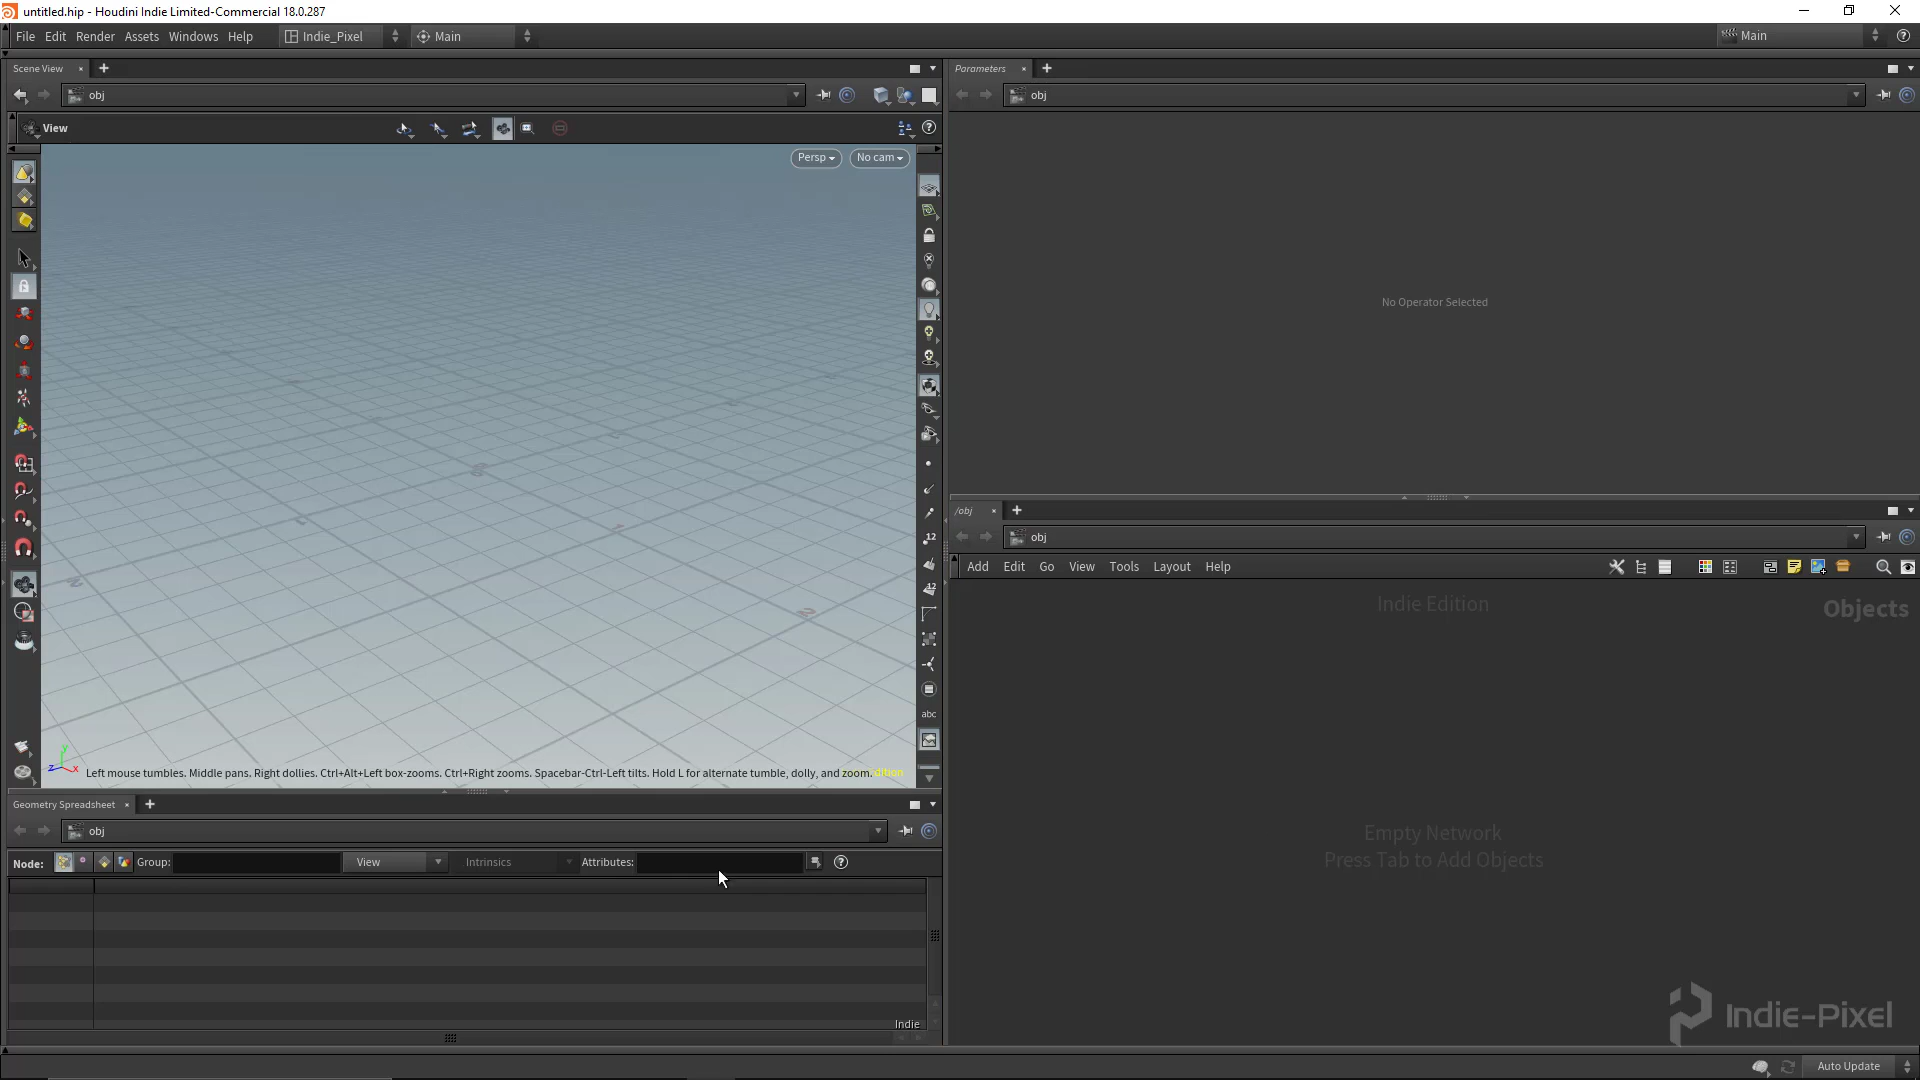 untitled.hip - Houdini Indie Limited-Commercial 18.0.287
File Edit Render Assets Windows Help Indie_Pixel Main Main
Scene View
obj
View
Persp No cam
12
12
abc
Left mouse tumbles. Middle pans. Right dollies. Ctrl+Alt+Left box-zooms. Ctrl+Right zooms. Spacebar-Ctrl-Left tilts. Hold L for alternate tumble, dolly, and zoom.
z y x
Geometry Spreadsheet
obj
Node: Group: View Intrinsics Attributes:
Indie
Parameters
obj
No Operator Selected
/obj
obj
Add Edit Go View Tools Layout Help
Indie Edition
Objects
Empty Network
Press Tab to Add Objects
Indie-Pixel
Auto Update